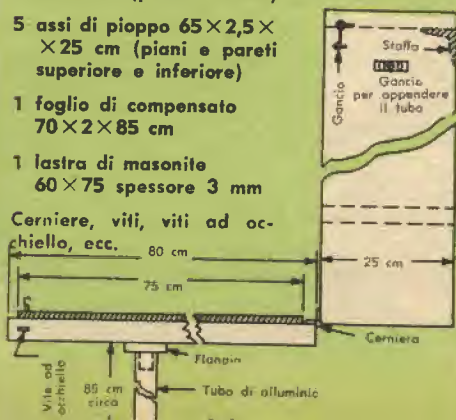 5 assi di pioppo 65×2,5×
×25 cm (piani e pareti
superiore e inferiore)
1 foglio di compensato
70×2×85 cm
1 lastra di masonite
60×75 spessore 3 mm
Cerniere, viti, viti ad oc-
chiello, ecc.
Gancio
Staffa
Gancio
per appendere
il tubo
80 cm
75 cm
25 cm
Cerniera
Vite ad
occhiello
Flangia
85 cm
circa
Tubo di alluminio